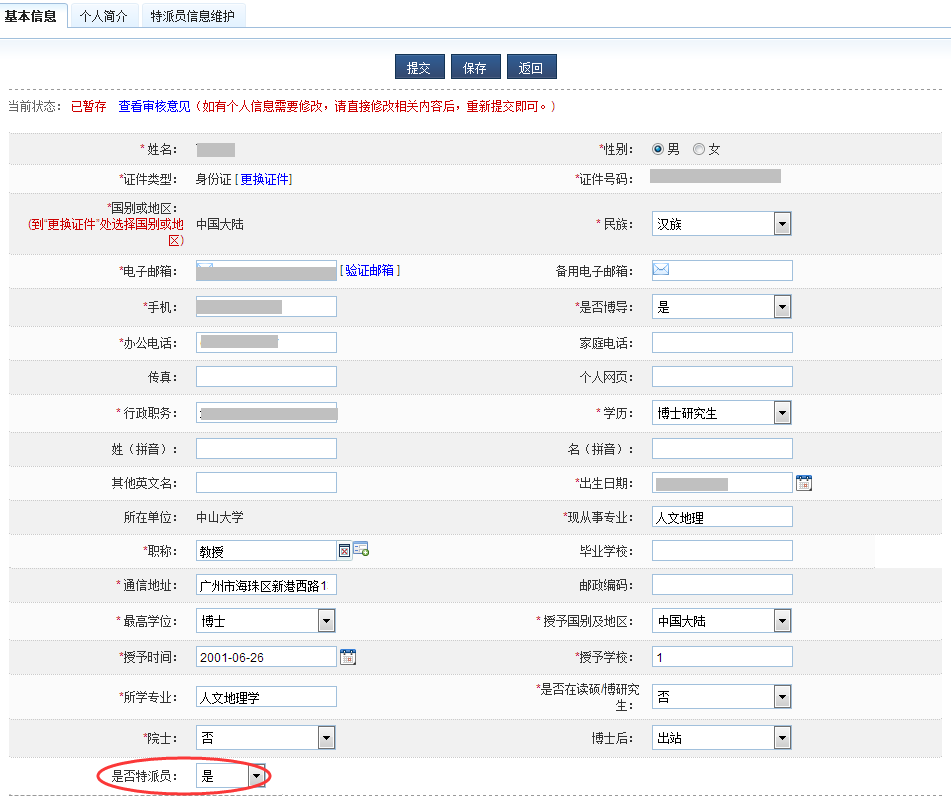 基本信息 个人简介 特派员信息维护
提交 保存 返回
当前状态： 已暂存 查看审核意见（如有个人信息需要修改，请直接修改相关内容后，重新提交即可。）
*姓名： *性别： 男 女
*证件类型： 身份证 [更换证件] *证件号码：
*国别或地区：
(到“更换证件”处选择国别或地
区) 中国大陆 *民族： 汉族
*电子邮箱： [验证邮箱] 备用电子邮箱：
*手机： *是否博导： 是
*办公电话： 家庭电话：
传真： 个人网页：
*行政职务： *学历： 博士研究生
姓（拼音）： 名（拼音）：
其他英文名： *出生日期：
所在单位： 中山大学 *现从事专业： 人文地理
*职称： 教授 毕业学校：
*通信地址： 广州市海珠区新港西路1 邮政编码：
*最高学位： 博士 *授予国别及地区： 中国大陆
*授予时间： 2001-06-26 *授予学校： 1
*所学专业： 人文地理学 *是否在读硕/博研究
生： 否
*院士： 否 博士后： 出站
是否特派员： 是